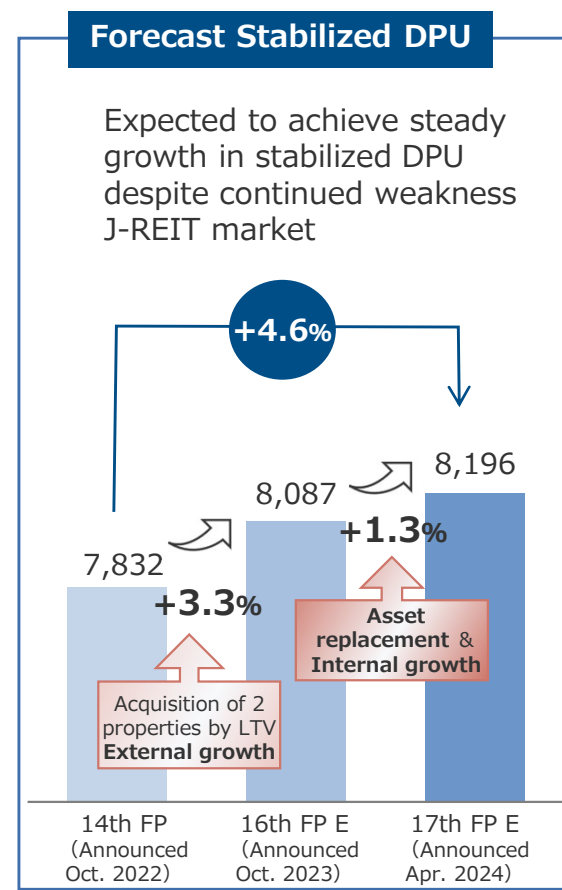 Forecast Stabilized DPU
Expected to achieve steady
growth in stabilized DPU
despite continued weakness
J-REIT market
+4.6%
7,832
+3.3%
8,087
+1.3%
8,196
Acquisition of 2
properties by LTV
External growth
Asset
replacement &
Internal growth
14th FP
（Announced
Oct. 2022）
16th FP E
（Announced
Oct. 2023）
17th FP E
（Announced
Apr. 2024）